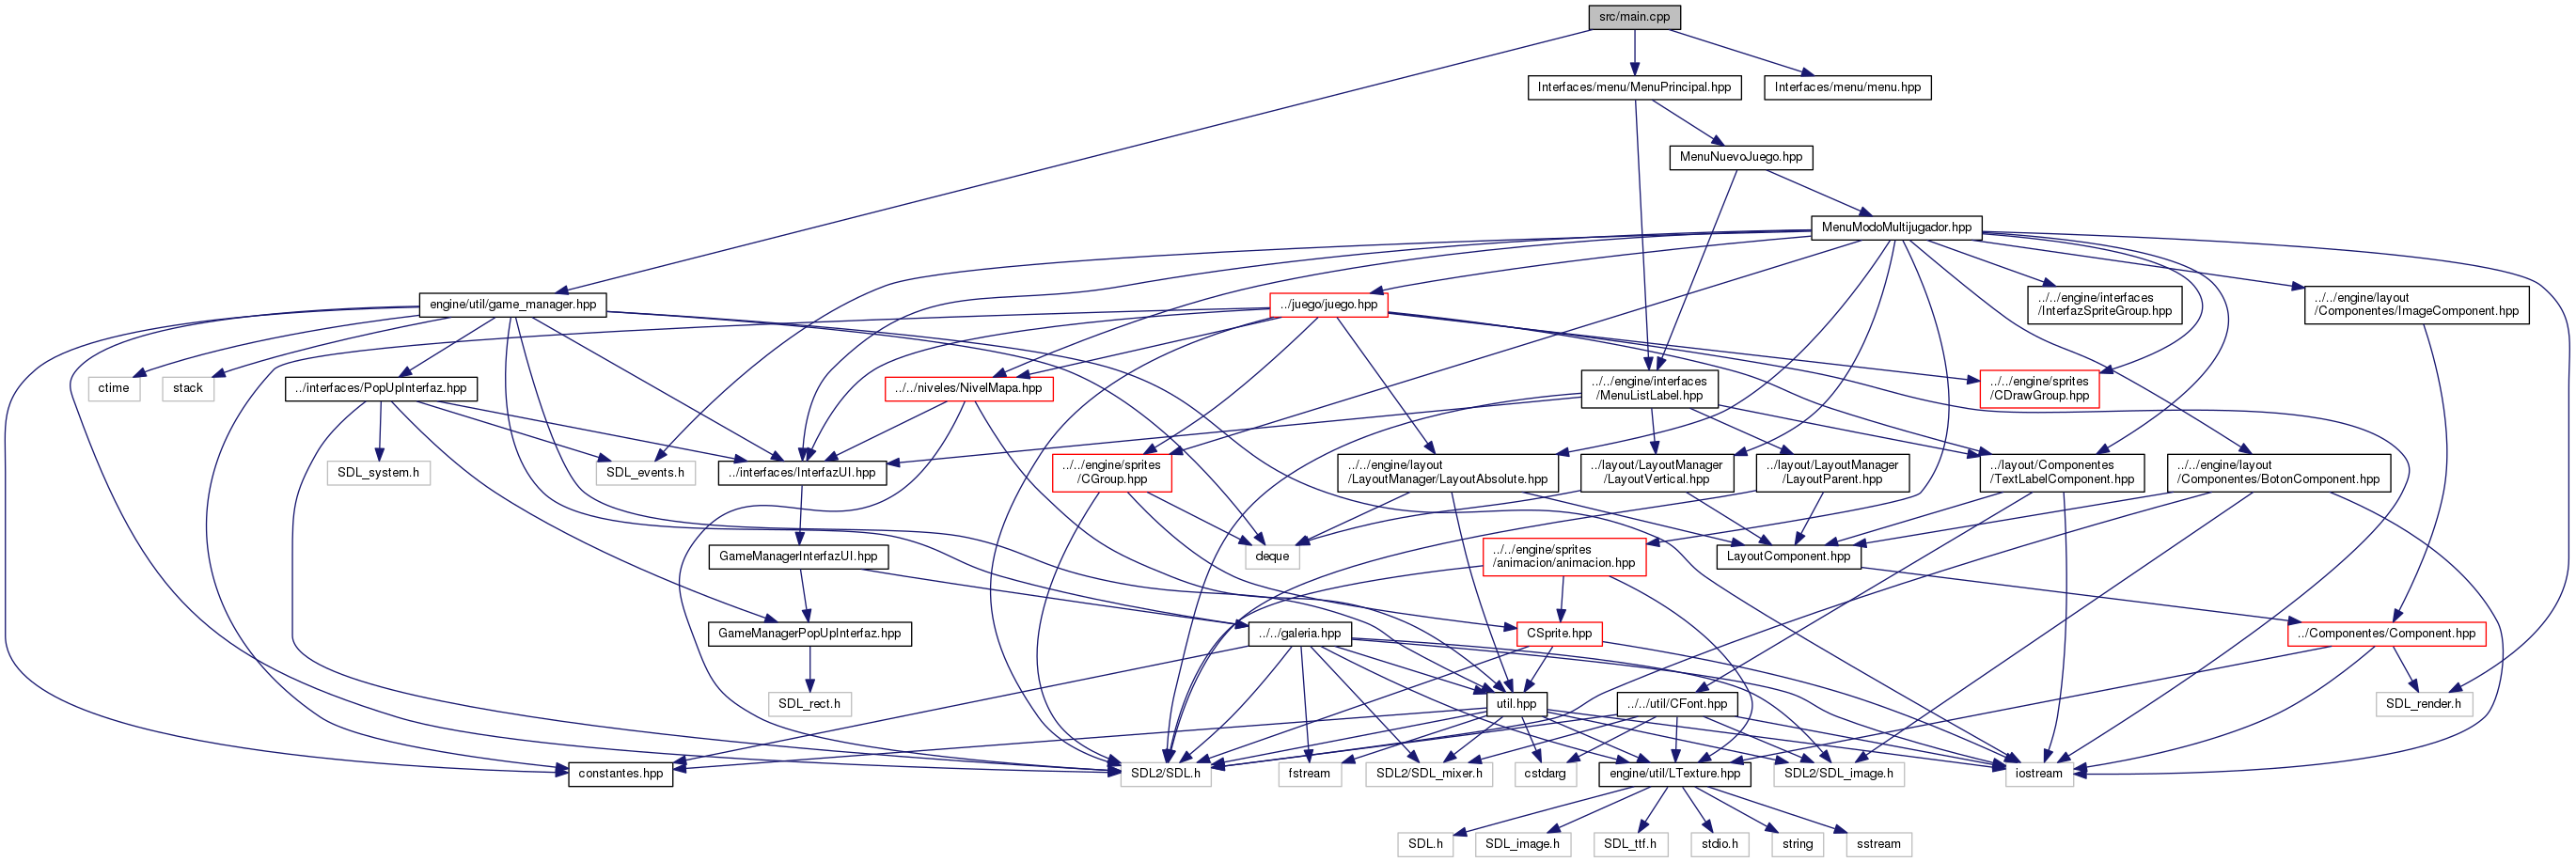 src/main.cpp
Interfaces/menu/MenuPrincipal.hpp
Interfaces/menu/menu.hpp
MenuNuevoJuego.hpp
MenuModoMultijugador.hpp
engine/util/game_manager.hpp
../juego/juego.hpp
../../engine/interfaces
/InterfazSpriteGroup.hpp
../../engine/layout
/Componentes/ImageComponent.hpp
ctime
stack
../interfaces/PopUpInterfaz.hpp
../../niveles/NivelMapa.hpp
../../engine/interfaces
/MenuListLabel.hpp
../../engine/sprites
/CDrawGroup.hpp
SDL_system.h
SDL_events.h
../interfaces/InterfazUI.hpp
../../engine/sprites
/CGroup.hpp
../../engine/layout
/LayoutManager/LayoutAbsolute.hpp
../layout/LayoutManager
/LayoutVertical.hpp
../layout/LayoutManager
/LayoutParent.hpp
../layout/Componentes
/TextLabelComponent.hpp
../../engine/layout
/Componentes/BotonComponent.hpp
GameManagerInterfazUI.hpp
deque
../../engine/sprites
/animacion/animacion.hpp
LayoutComponent.hpp
GameManagerPopUpInterfaz.hpp
../../galeria.hpp
CSprite.hpp
../Componentes/Component.hpp
SDL_rect.h
util.hpp
../../util/CFont.hpp
SDL_render.h
constantes.hpp
SDL2/SDL.h
fstream
SDL2/SDL_mixer.h
cstdarg
engine/util/LTexture.hpp
SDL2/SDL_image.h
iostream
SDL.h
SDL_image.h
SDL_ttf.h
stdio.h
string
sstream